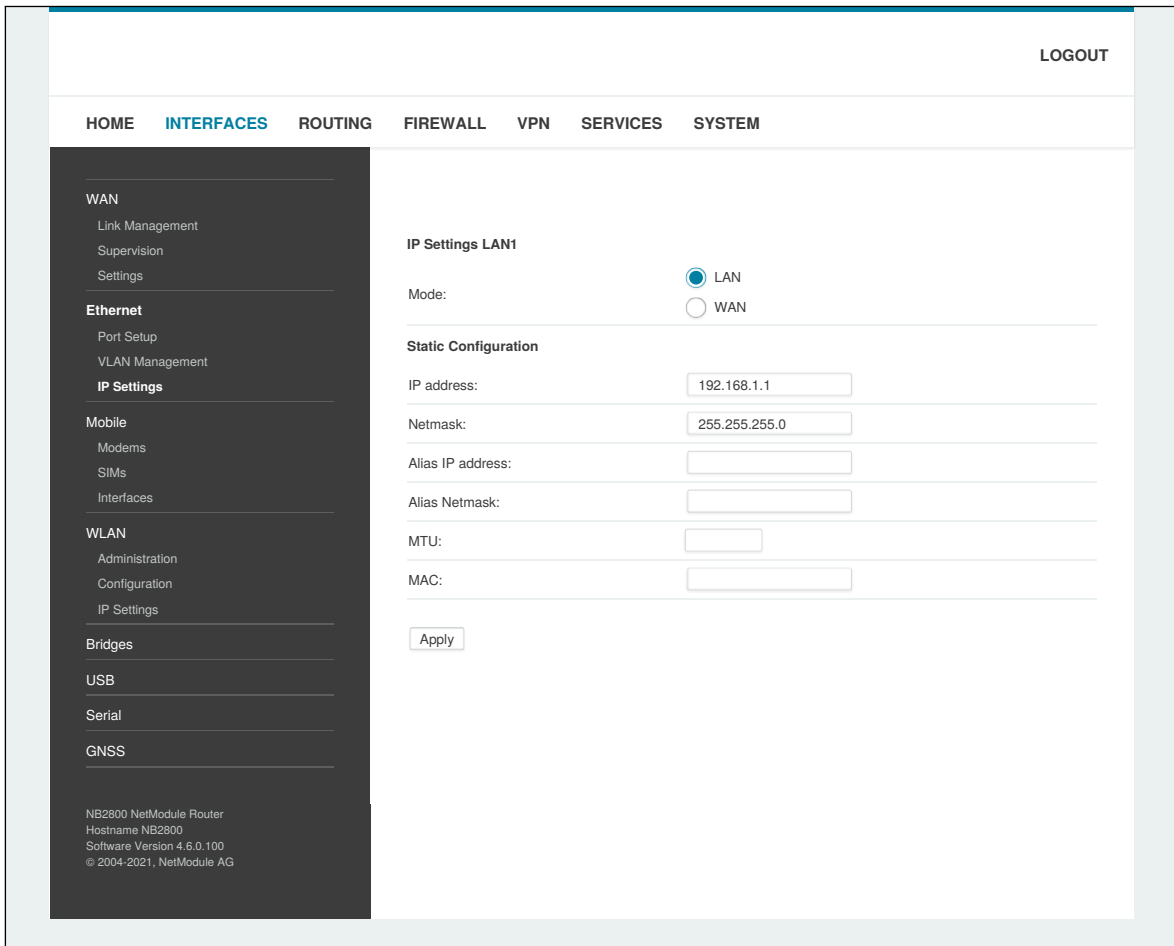 LOGOUT
HOME INTERFACES ROUTING FIREWALL VPN SERVICES SYSTEM
WAN
Link Management
Supervision
Settings
Ethernet
Port Setup
VLAN Management
IP Settings
Mobile
Modems
SIMs
Interfaces
WLAN
Administration
Configuration
IP Settings
Bridges
USB
Serial
GNSS
NB2800 NetModule Router
Hostname NB2800
Software Version 4.6.0.100
© 2004-2021, NetModule AG
IP Settings LAN1
Mode:
LAN
WAN
Static Configuration
IP address: 192.168.1.1
Netmask: 255.255.255.0
Alias IP address:
Alias Netmask:
MTU:
MAC:
Apply